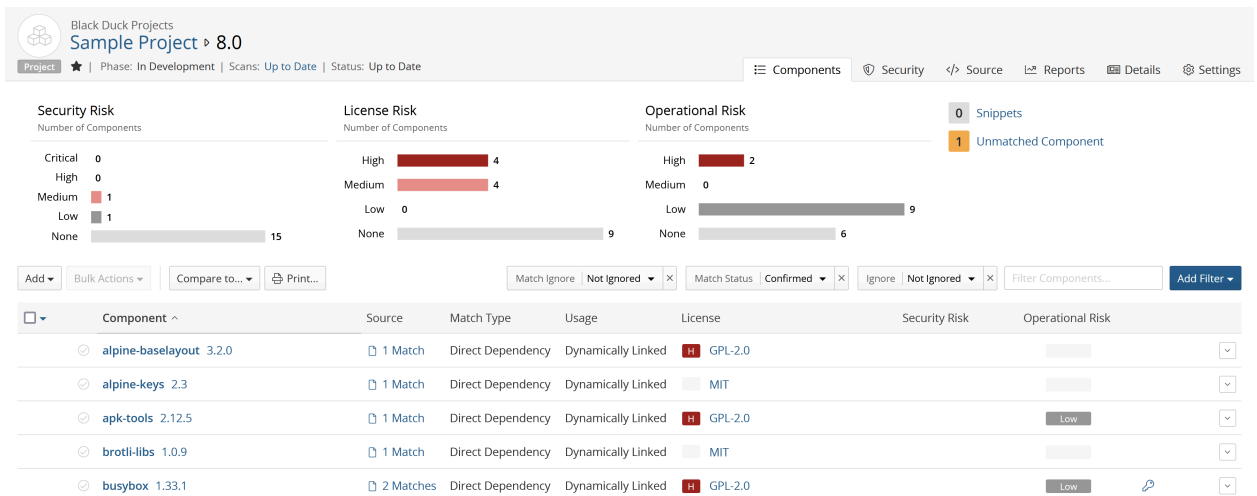 Black Duck Projects
Sample Project ▸ 8.0
Project ★ | Phase: In Development | Scans: Up to Date | Status: Up to Date
Components Security </> Source Reports Details Settings
Security Risk
Number of Components
Critical 0
High 0
Medium 1
Low 1
None 15
License Risk
Number of Components
High 4
Medium 4
Low 0
None 9
Operational Risk
Number of Components
High 2
Medium 0
Low 9
None 6
0 Snippets
1 Unmatched Component
Add Bulk Actions Compare to... Print... Match Ignore Not Ignored × Match Status Confirmed × Ignore Not Ignored × Filter Components... Add Filter
Component Source Match Type Usage License Security Risk Operational Risk
alpine-baselayout 3.2.0 1 Match Direct Dependency Dynamically Linked H GPL-2.0
alpine-keys 2.3 1 Match Direct Dependency Dynamically Linked MIT
apk-tools 2.12.5 1 Match Direct Dependency Dynamically Linked H GPL-2.0 Low
brotli-libs 1.0.9 1 Match Direct Dependency Dynamically Linked MIT
busybox 1.33.1 2 Matches Direct Dependency Dynamically Linked H GPL-2.0 Low